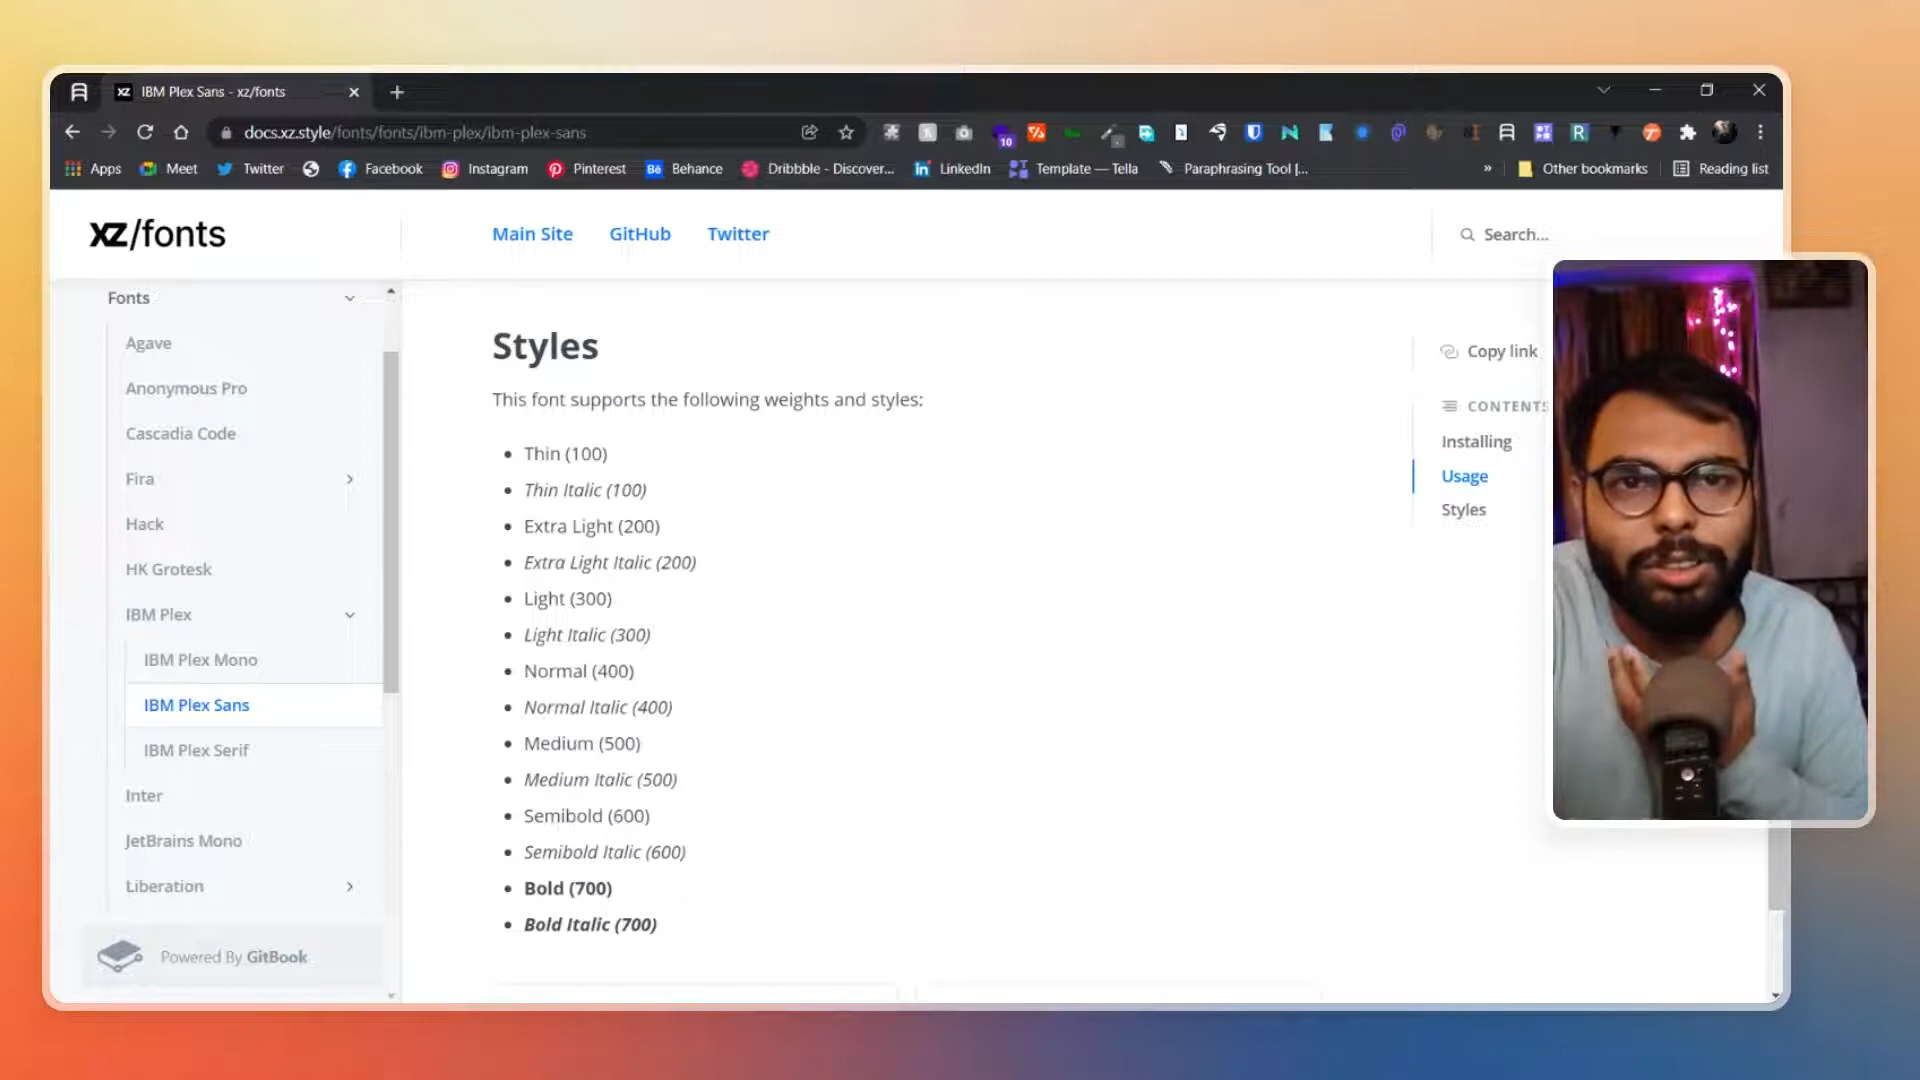 IBM Plex Sans - xz/fonts
docs.xz.style/fonts/fonts/ibm-plex/ibm-plex-sans
10
Apps Meet Twitter Facebook Instagram Pinterest Behance Dribbble - Discover... LinkedIn Template — Tella Paraphrasing Tool |... » Other bookmarks Reading list
xz/fonts
Main Site GitHub Twitter
Search...
Fonts
Agave
Anonymous Pro
Cascadia Code
Fira
Hack
HK Grotesk
IBM Plex
IBM Plex Mono
IBM Plex Sans
IBM Plex Serif
Inter
JetBrains Mono
Liberation
Powered By GitBook
Styles
This font supports the following weights and styles:
• Thin (100)
• Thin Italic (100)
• Extra Light (200)
• Extra Light Italic (200)
• Light (300)
• Light Italic (300)
• Normal (400)
• Normal Italic (400)
• Medium (500)
• Medium Italic (500)
• Semibold (600)
• Semibold Italic (600)
• Bold (700)
• Bold Italic (700)
Copy link
CONTENTS
Installing
Usage
Styles